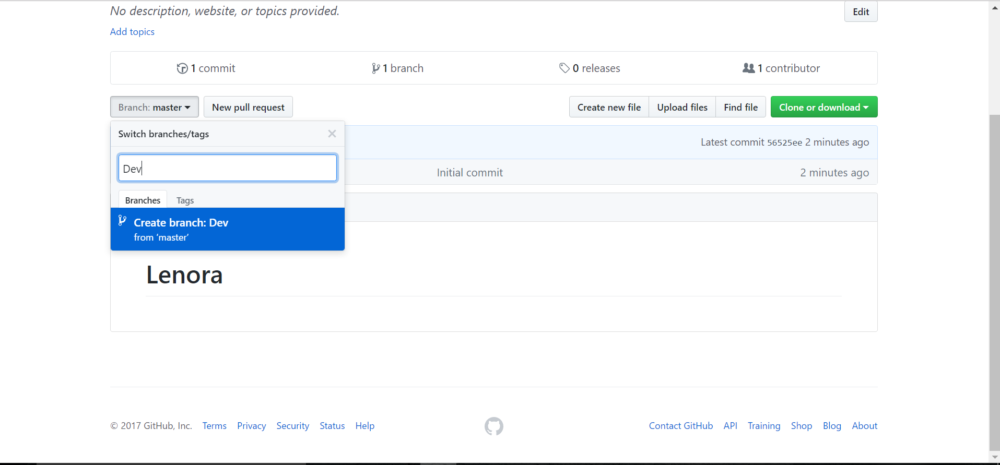 No description, website, or topics provided.
Edit
Add topics
1 commit
1 branch
0 releases
1 contributor
Branch: master
New pull request
Create new file
Upload files
Find file
Clone or download
Switch branches/tags
Latest commit 56525ee 2 minutes ago
Dev
Initial commit
2 minutes ago
Branches
Tags
Create branch: Dev
from ‘master’
Lenora
© 2017 GitHub, Inc.
Terms
Privacy
Security
Status
Help
Contact GitHub
API
Training
Shop
Blog
About